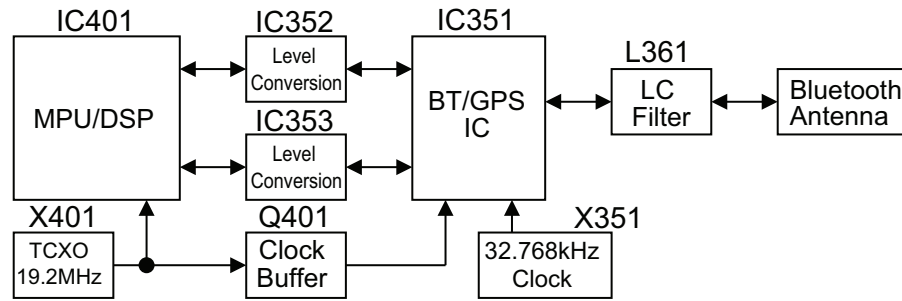 IC401
IC352
IC351
Level
Conversion
L361
MPU/DSP
BT/GPS
IC
LC
Filter
Bluetooth
Antenna
IC353
Level
Conversion
X401
Q401
X351
TCXO
19.2MHz
Clock
Buffer
32.768kHz
Clock